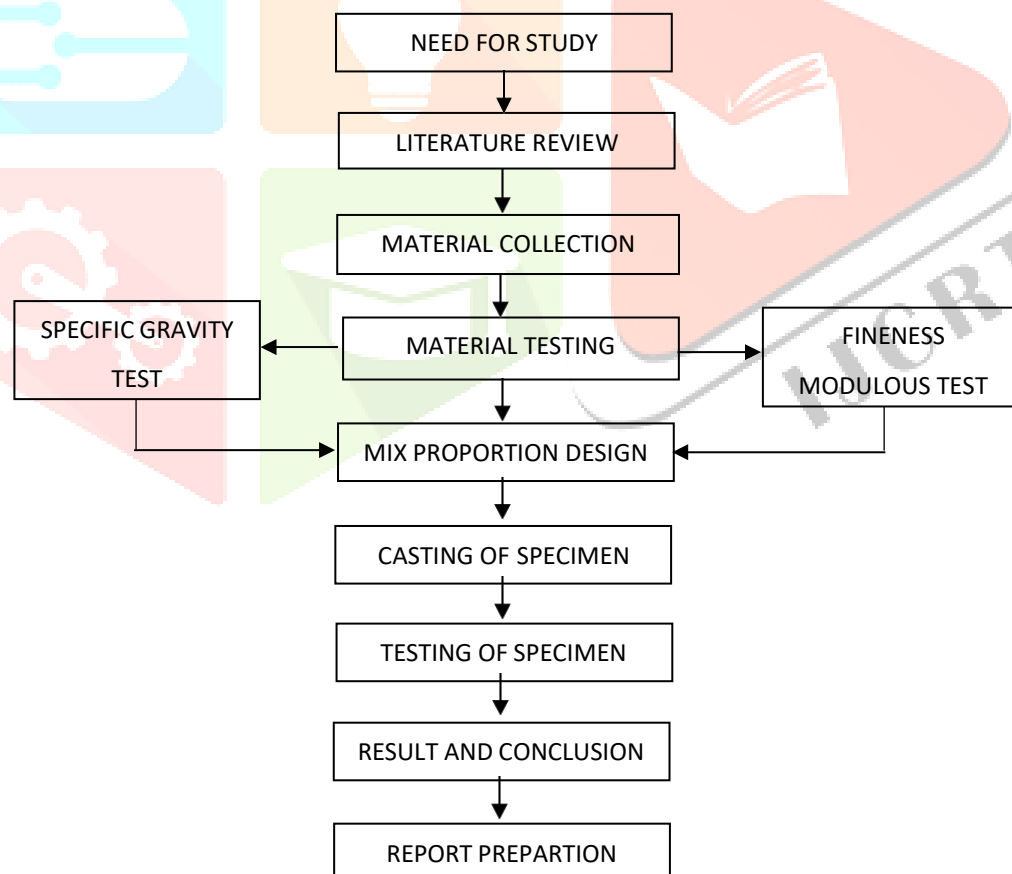 NEED FOR STUDY
LITERATURE REVIEW
MATERIAL COLLECTION
SPECIFIC GRAVITY
TEST
MATERIAL TESTING
FINENESS
MODULOUS TEST
MIX PROPORTION DESIGN
CASTING OF SPECIMEN
TESTING OF SPECIMEN
RESULT AND CONCLUSION
REPORT PREPARTION